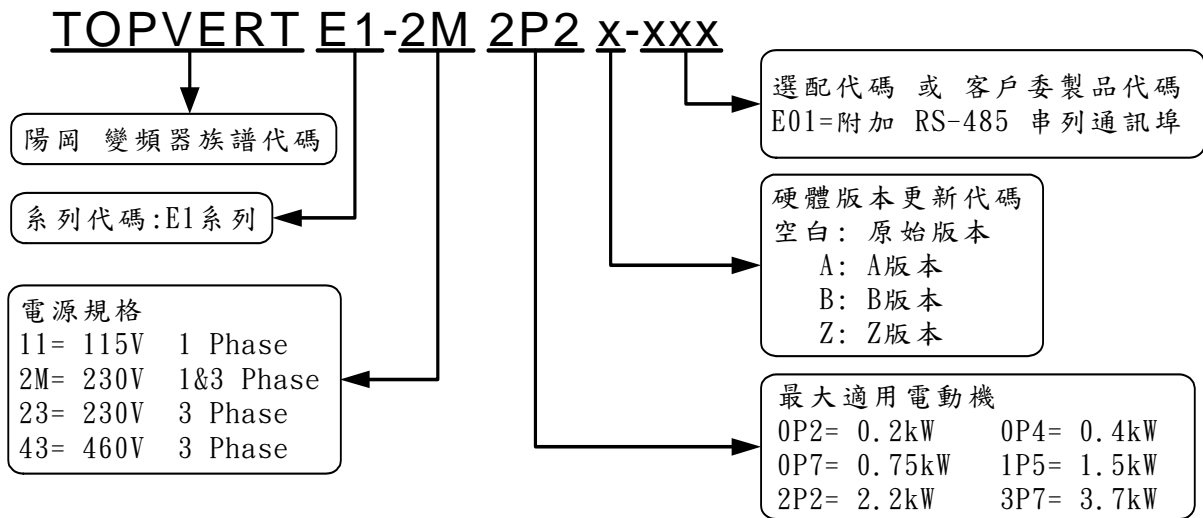 TOPVERT E1-2M 2P2 x-xxx
陽岡 變頻器族譜代碼
系列代碼:E1系列
電源規格
11= 115V 1 Phase
2M= 230V 1&3 Phase
23= 230V 3 Phase
43= 460V 3 Phase
選配代碼 或 客戶委製品代碼
E01=附加 RS-485 串列通訊埠
硬體版本更新代碼
空白: 原始版本
A: A版本
B: B版本
Z: Z版本
最大適用電動機
0P2= 0.2kW 0P4= 0.4kW
0P7= 0.75kW 1P5= 1.5kW
2P2= 2.2kW 3P7= 3.7kW